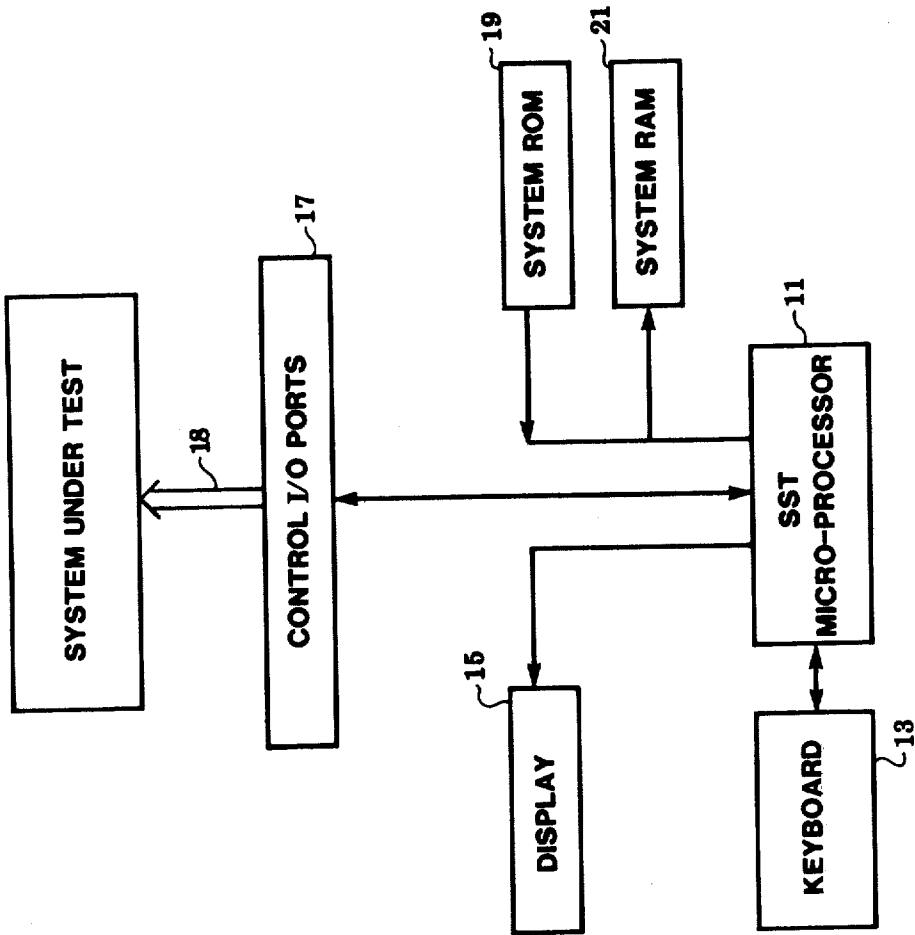 SYSTEM UNDER TEST
18
CONTROL I/O PORTS
17
19
SYSTEM ROM
21
SYSTEM RAM
15
DISPLAY
11
SST
MICRO-PROCESSOR
KEYBOARD
13